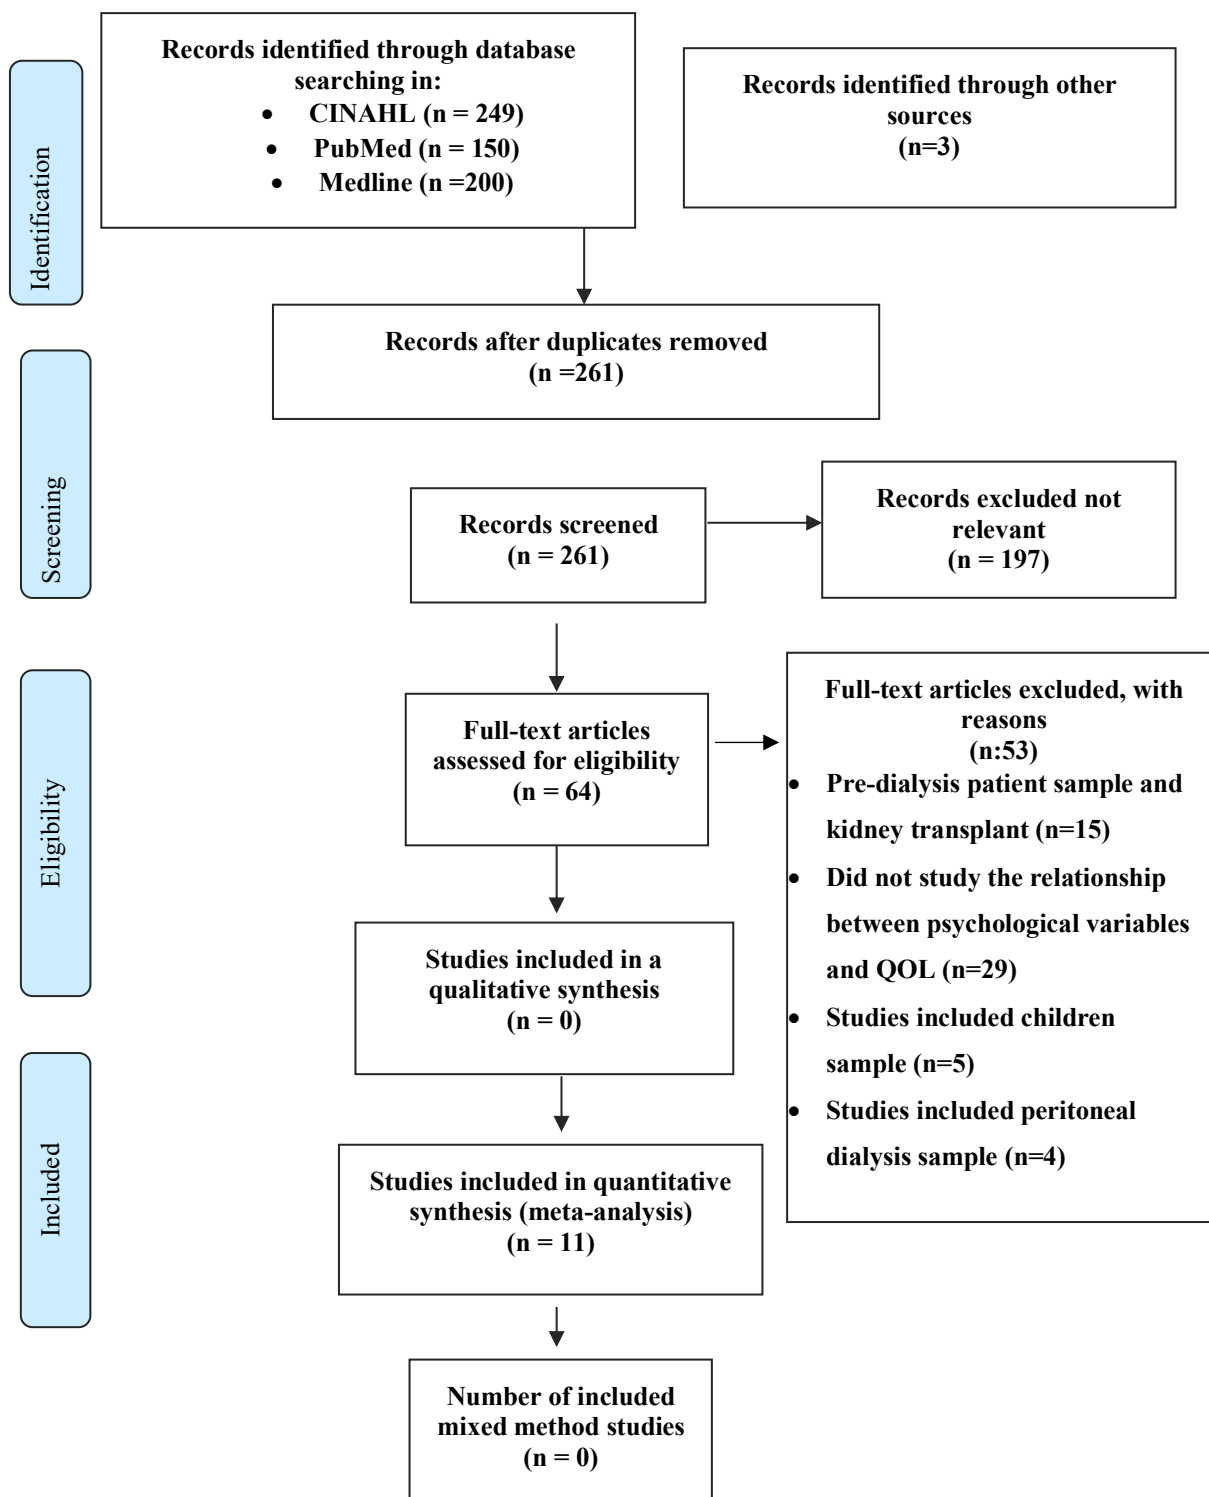 Identification
Records identified through database
searching in:
• CINAHL (n = 249)
• PubMed (n = 150)
• Medline (n =200)
Records identified through other
sources
(n=3)
Records after duplicates removed
(n =261)
Screening
Records screened
(n = 261)
Records excluded not
relevant
(n = 197)
Eligibility
Full-text articles
assessed for eligibility
(n = 64)
Full-text articles excluded, with
reasons
(n:53)
• Pre-dialysis patient sample and
kidney transplant (n=15)
• Did not study the relationship
between psychological variables
and QOL (n=29)
• Studies included children
sample (n=5)
• Studies included peritoneal
dialysis sample (n=4)
Studies included in a
qualitative synthesis
(n = 0)
Included
Studies included in quantitative
synthesis (meta-analysis)
(n = 11)
Number of included
mixed method studies
(n = 0)